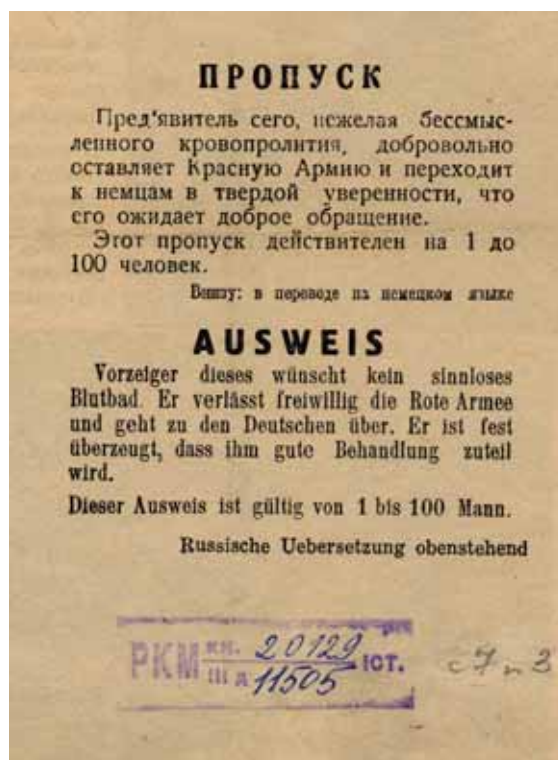 ПРОПУСК
Пред'явитель сего, нежелая бессмыс-
ленного кровопролития, добровольно
оставляет Красную Армию и переходит
к немцам в твердой уверенности, что
его ожидает доброе обращение.
Этот пропуск действителен на 1 до
100 человек.
Внизу: в переводе на немецком языке
AUSWEIS
Vorzeiger dieses wünscht kein sinnloses
Blutbad. Er verlässt freiwillig die Rote Armee
und geht zu den Deutschen über. Er ist fest
überzeugt, dass ihm gute Behandlung zuteil
wird.
Dieser Ausweis ist gültig von 1 bis 100 Mann.
Russische Uebersetzung obenstehend
РКМ КН. 20129 ІСТ.
III А 11505